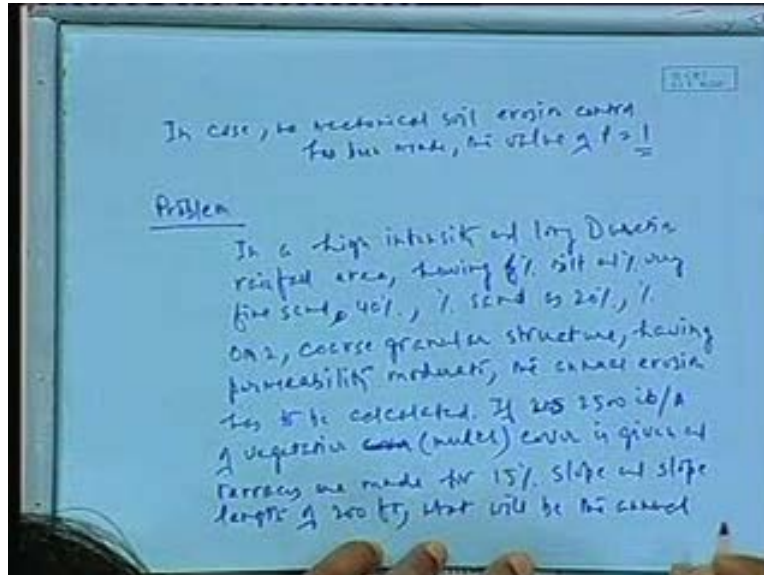 In case, no mechanical soil erosion control
has been made, the value of P = 1
Problem
In a high intensity and long Duration
rainfall area, having % silt and % very
fine sand, 40%, % sand as 20%, %
OM 2, coarse granular structure, having
permeability moderate, the annual erosion
has to be calculated. If 2500 lb/A
of vegetative (mulch) cover is given and
terraces are made for 15% slope and slope
length of 200 ft, what will be the annual